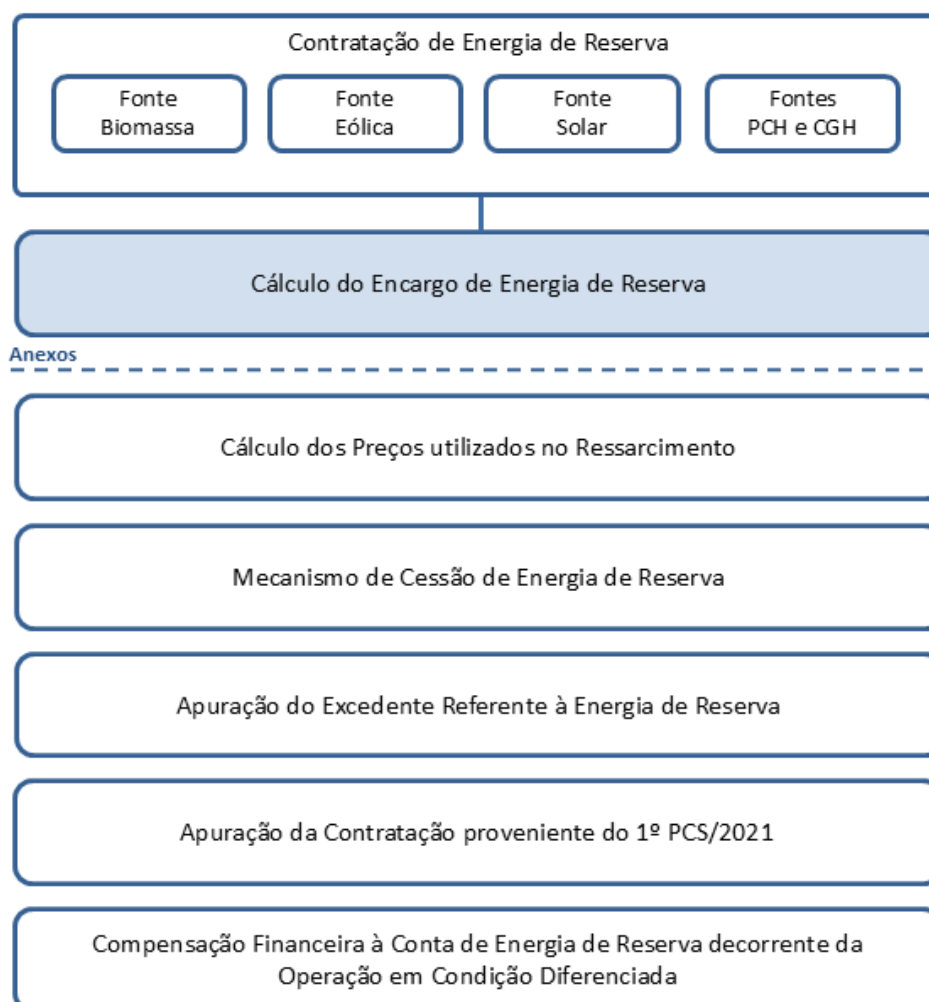 Contratação de Energia de Reserva
Fonte
Biomassa
Fonte
Eólica
Fonte
Solar
Fontes
PCH e CGH
Cálculo do Encargo de Energia de Reserva
Anexos
Cálculo dos Preços utilizados no Ressarcimento
Mecanismo de Cessão de Energia de Reserva
Apuração do Excedente Referente à Energia de Reserva
Apuração da Contratação proveniente do 1º PCS/2021
Compensação Financeira à Conta de Energia de Reserva decorrente da
Operação em Condição Diferenciada